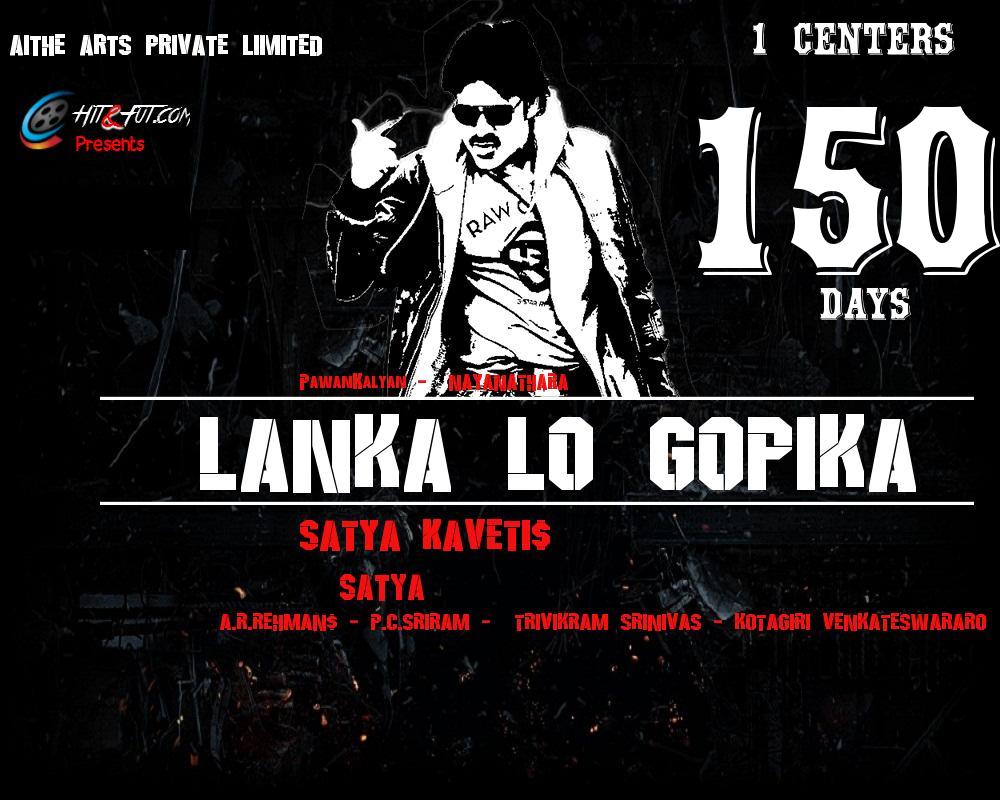 AITHE ARTS PRIVATE LIIMITED
1 CENTERS
HIT&FUT.COM
Presents
150
DAYS
RAW
PAWANKALYAN - NAYANATHARA
LANKA LO GOPIKA
SATYA KAVETI$
SATYA
A.R.REHMAN$ - P.C.SRIRAM - TRIVIKRAM SRINIVAS - KOTAGIRI VENKATESWARARO